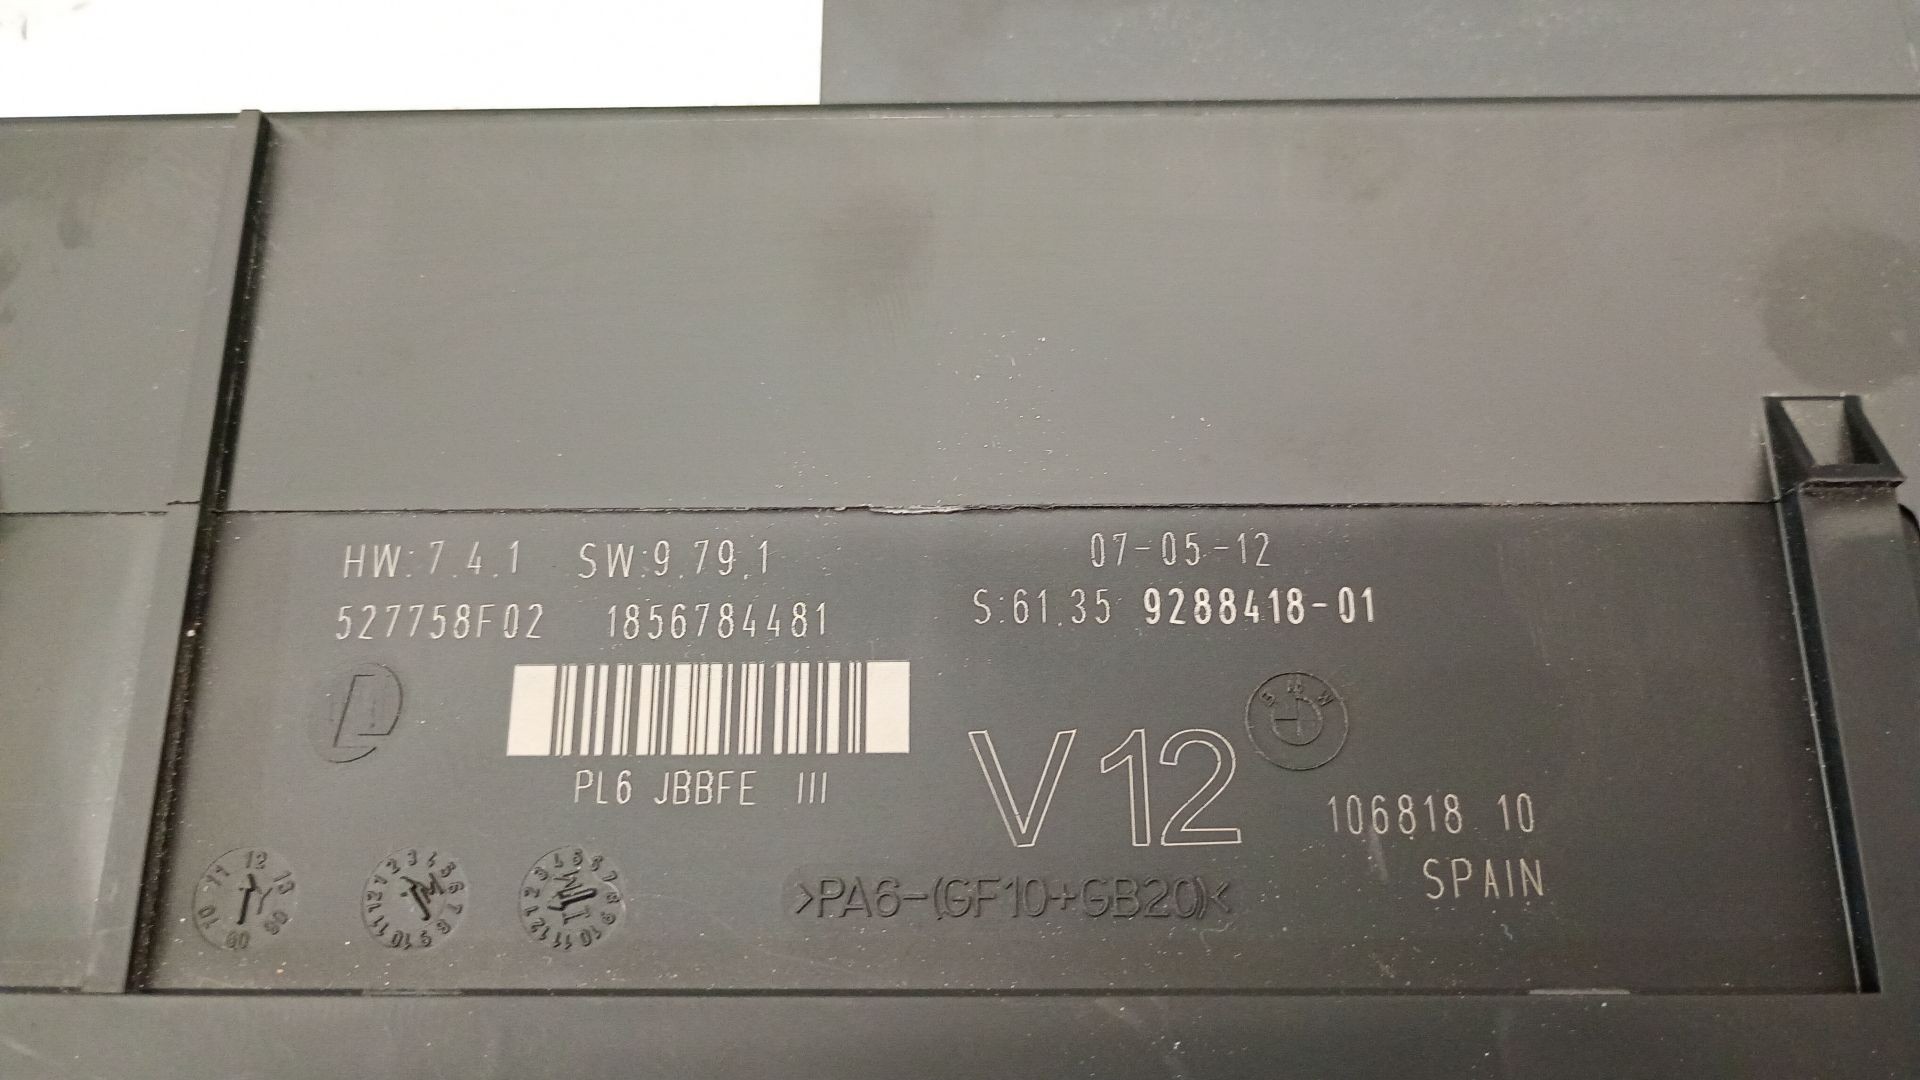 HW:7.4.1 SW:9.79.1
07-05-12
527758F02 1856784481
S:61.35 9288418-01
BMW
PL6 JBBFE III
V12
106818 10
SPAIN
>PA6-(GF10+GB20)<